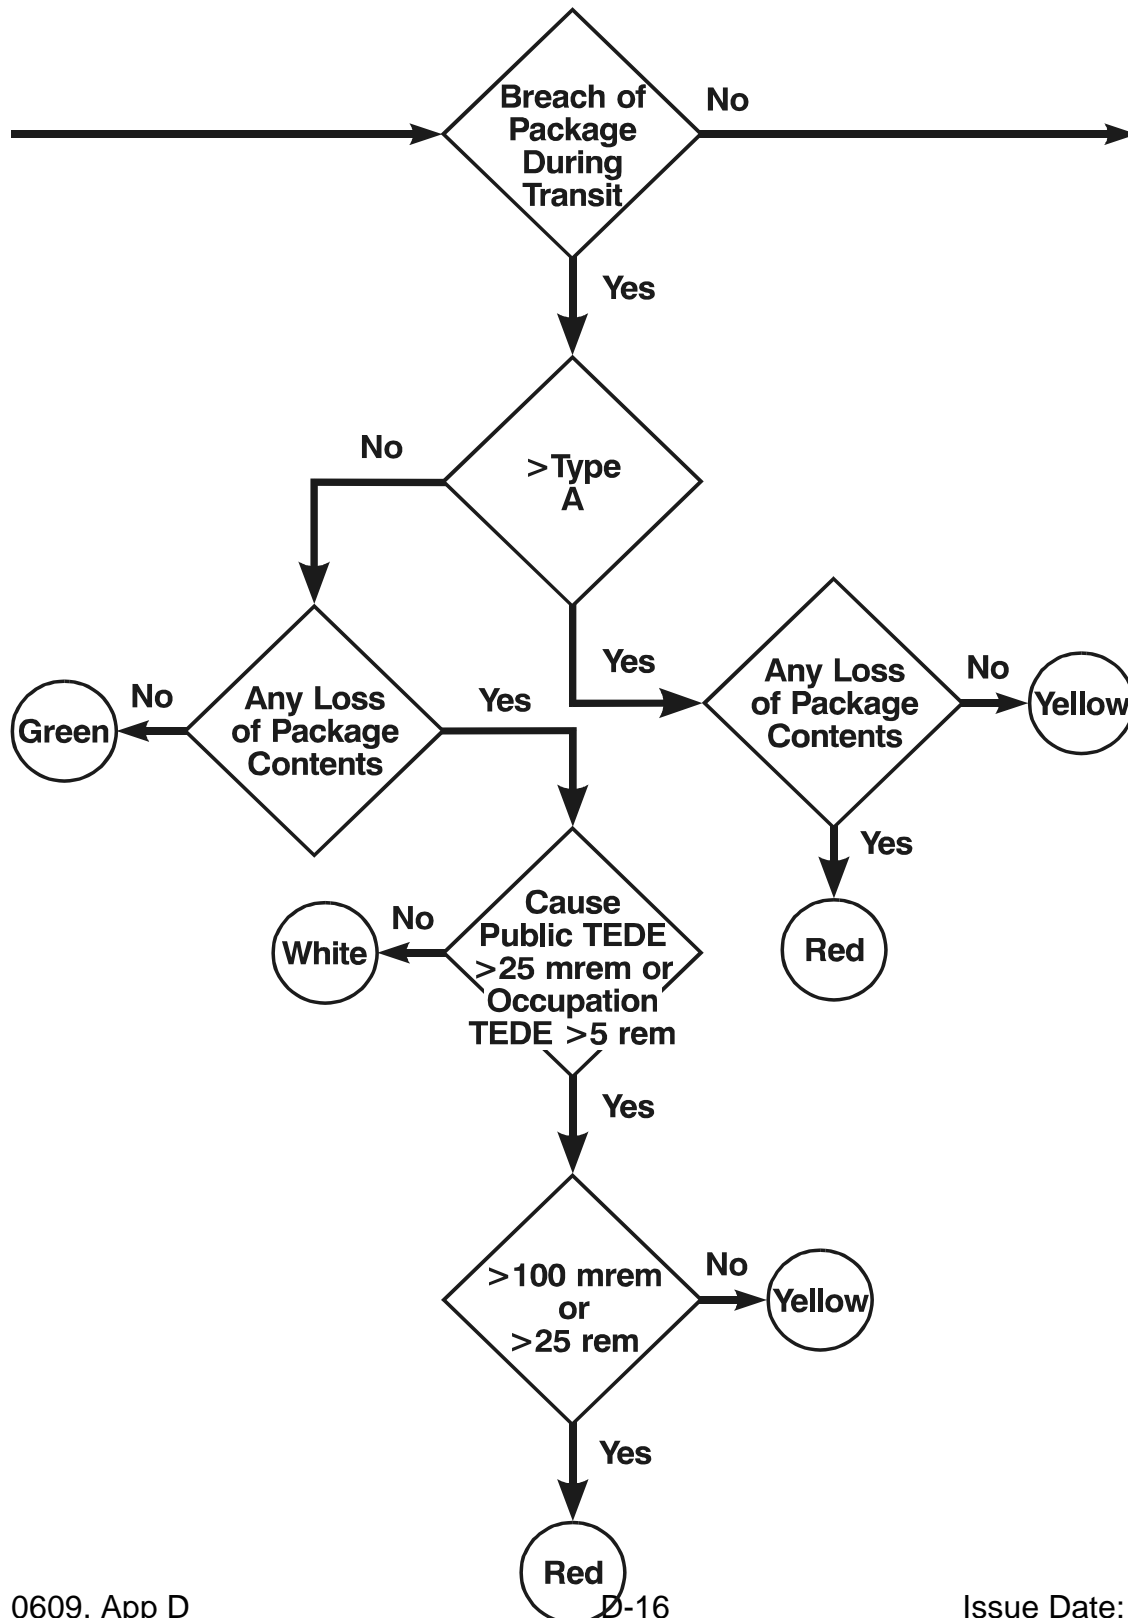 Breach of
Package
During
Transit
No
Yes
>Type
A
No
Yes
Any Loss
of Package
Contents
No
Green
Yes
Any Loss
of Package
Contents
No
Yellow
Yes
Red
Cause
Public TEDE
>25 mrem or
Occupation
TEDE >5 rem
No
White
Yes
>100 mrem
or
>25 rem
No
Yellow
Yes
Red
0609, App D
D-16
Issue Date: